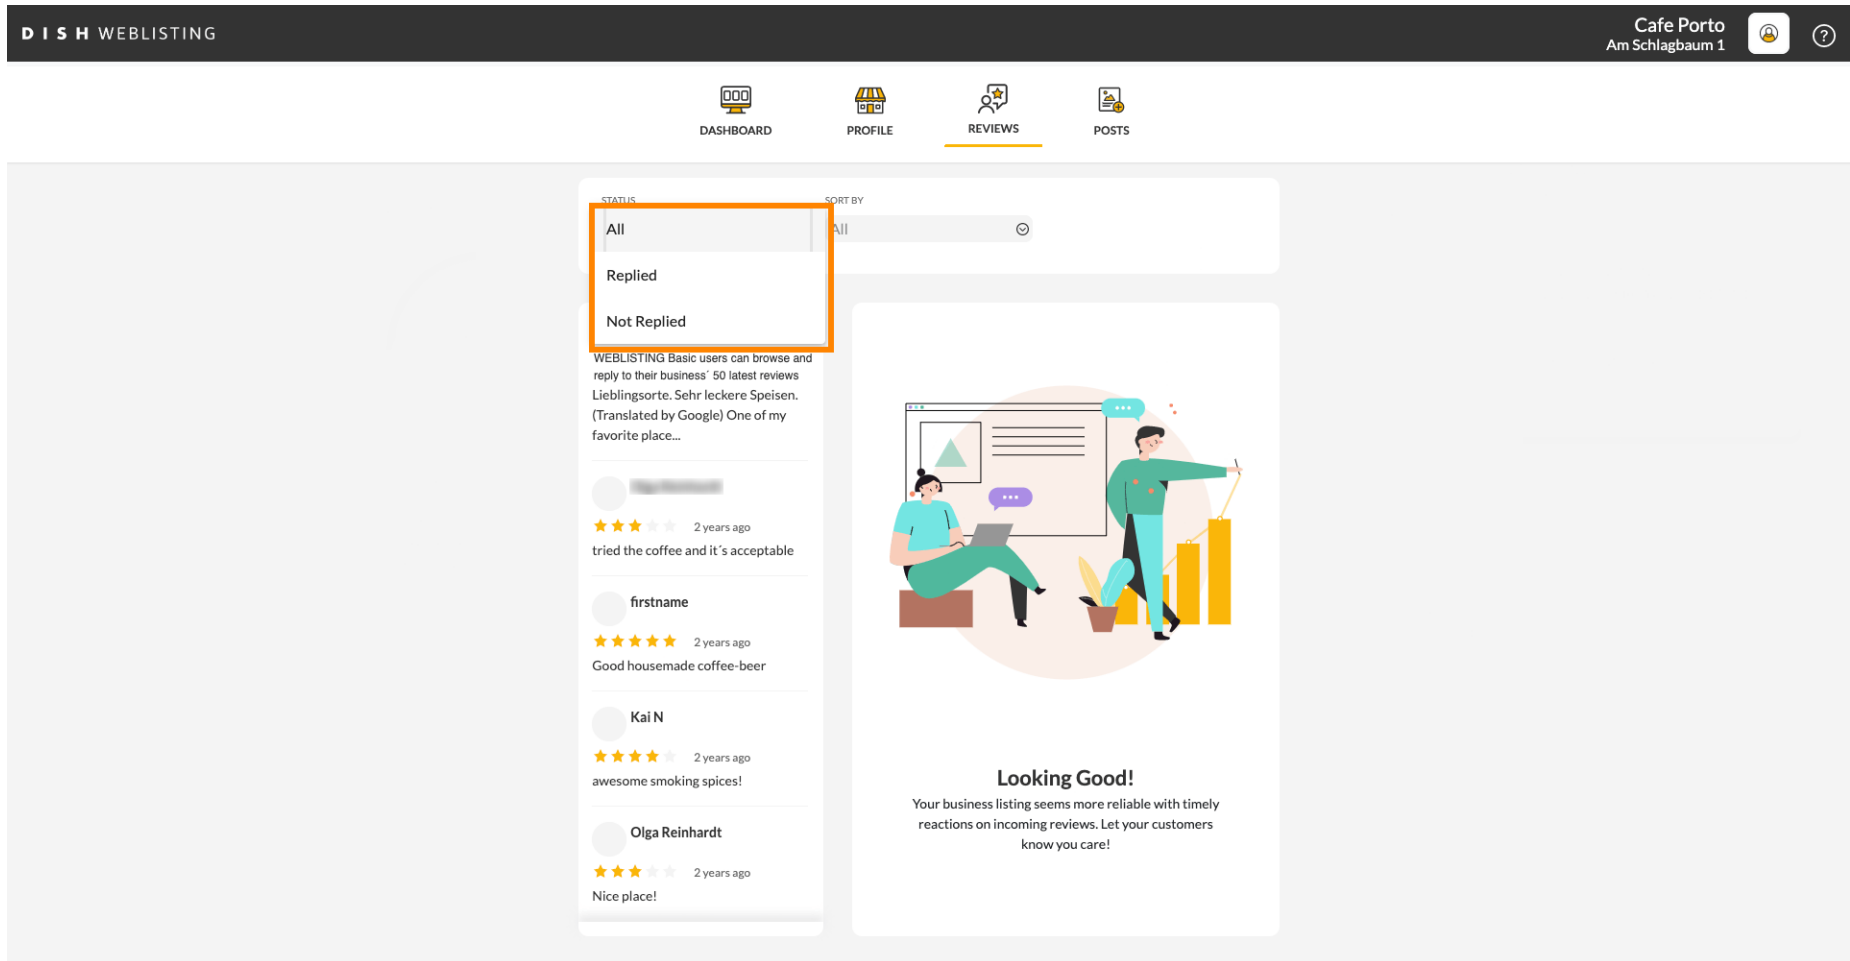 DISH WEBLISTING
Cafe Porto
Am Schlagbaum 1
DASHBOARD
PROFILE
REVIEWS
POSTS
STATUS
SORT BY
All
All
Replied
Not Replied
WEBLISTING Basic users can browse and
reply to their business´ 50 latest reviews
Lieblingsorte. Sehr leckere Speisen.
(Translated by Google) One of my
favorite place...
2 years ago
tried the coffee and it´s acceptable
firstname
2 years ago
Good housemade coffee-beer
Kai N
2 years ago
awesome smoking spices!
Olga Reinhardt
2 years ago
Nice place!
Looking Good!
Your business listing seems more reliable with timely
reactions on incoming reviews. Let your customers
know you care!